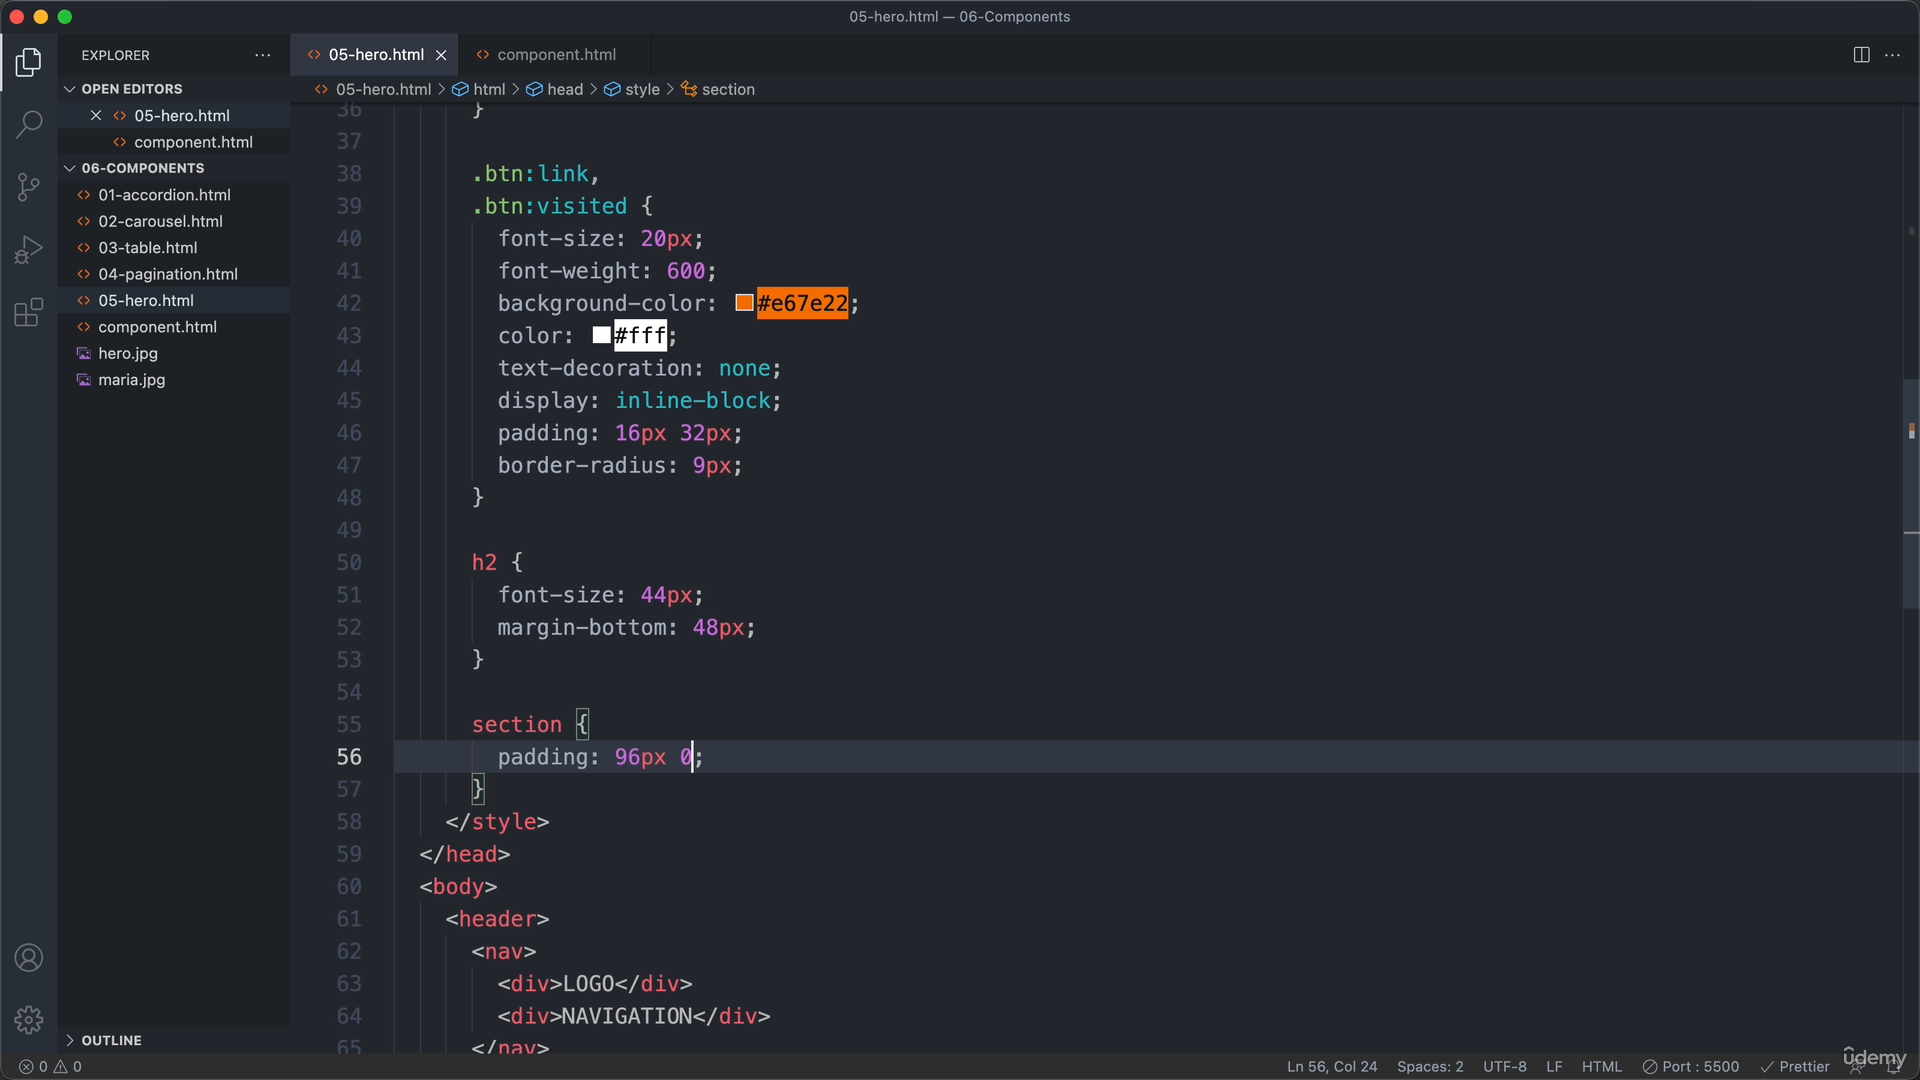 05-hero.html — 06-Components
EXPLORER
05-hero.html
component.html
OPEN EDITORS
05-hero.html
component.html
06-COMPONENTS
01-accordion.html
02-carousel.html
03-table.html
04-pagination.html
05-hero.html
component.html
hero.jpg
maria.jpg
OUTLINE
05-hero.html > html > head > style > section
36 }
37
38 .btn:link,
39 .btn:visited {
40 font-size: 20px;
41 font-weight: 600;
42 background-color: #e67e22;
43 color: #fff;
44 text-decoration: none;
45 display: inline-block;
46 padding: 16px 32px;
47 border-radius: 9px;
48 }
49
50 h2 {
51 font-size: 44px;
52 margin-bottom: 48px;
53 }
54
55 section {
56 padding: 96px 0;
57 }
58 </style>
59 </head>
60 <body>
61 <header>
62 <nav>
63 <div>LOGO</div>
64 <div>NAVIGATION</div>
65 </nav>
0 0
Ln 56, Col 24 Spaces: 2 UTF-8 LF HTML Port : 5500 Prettier
ûdemy